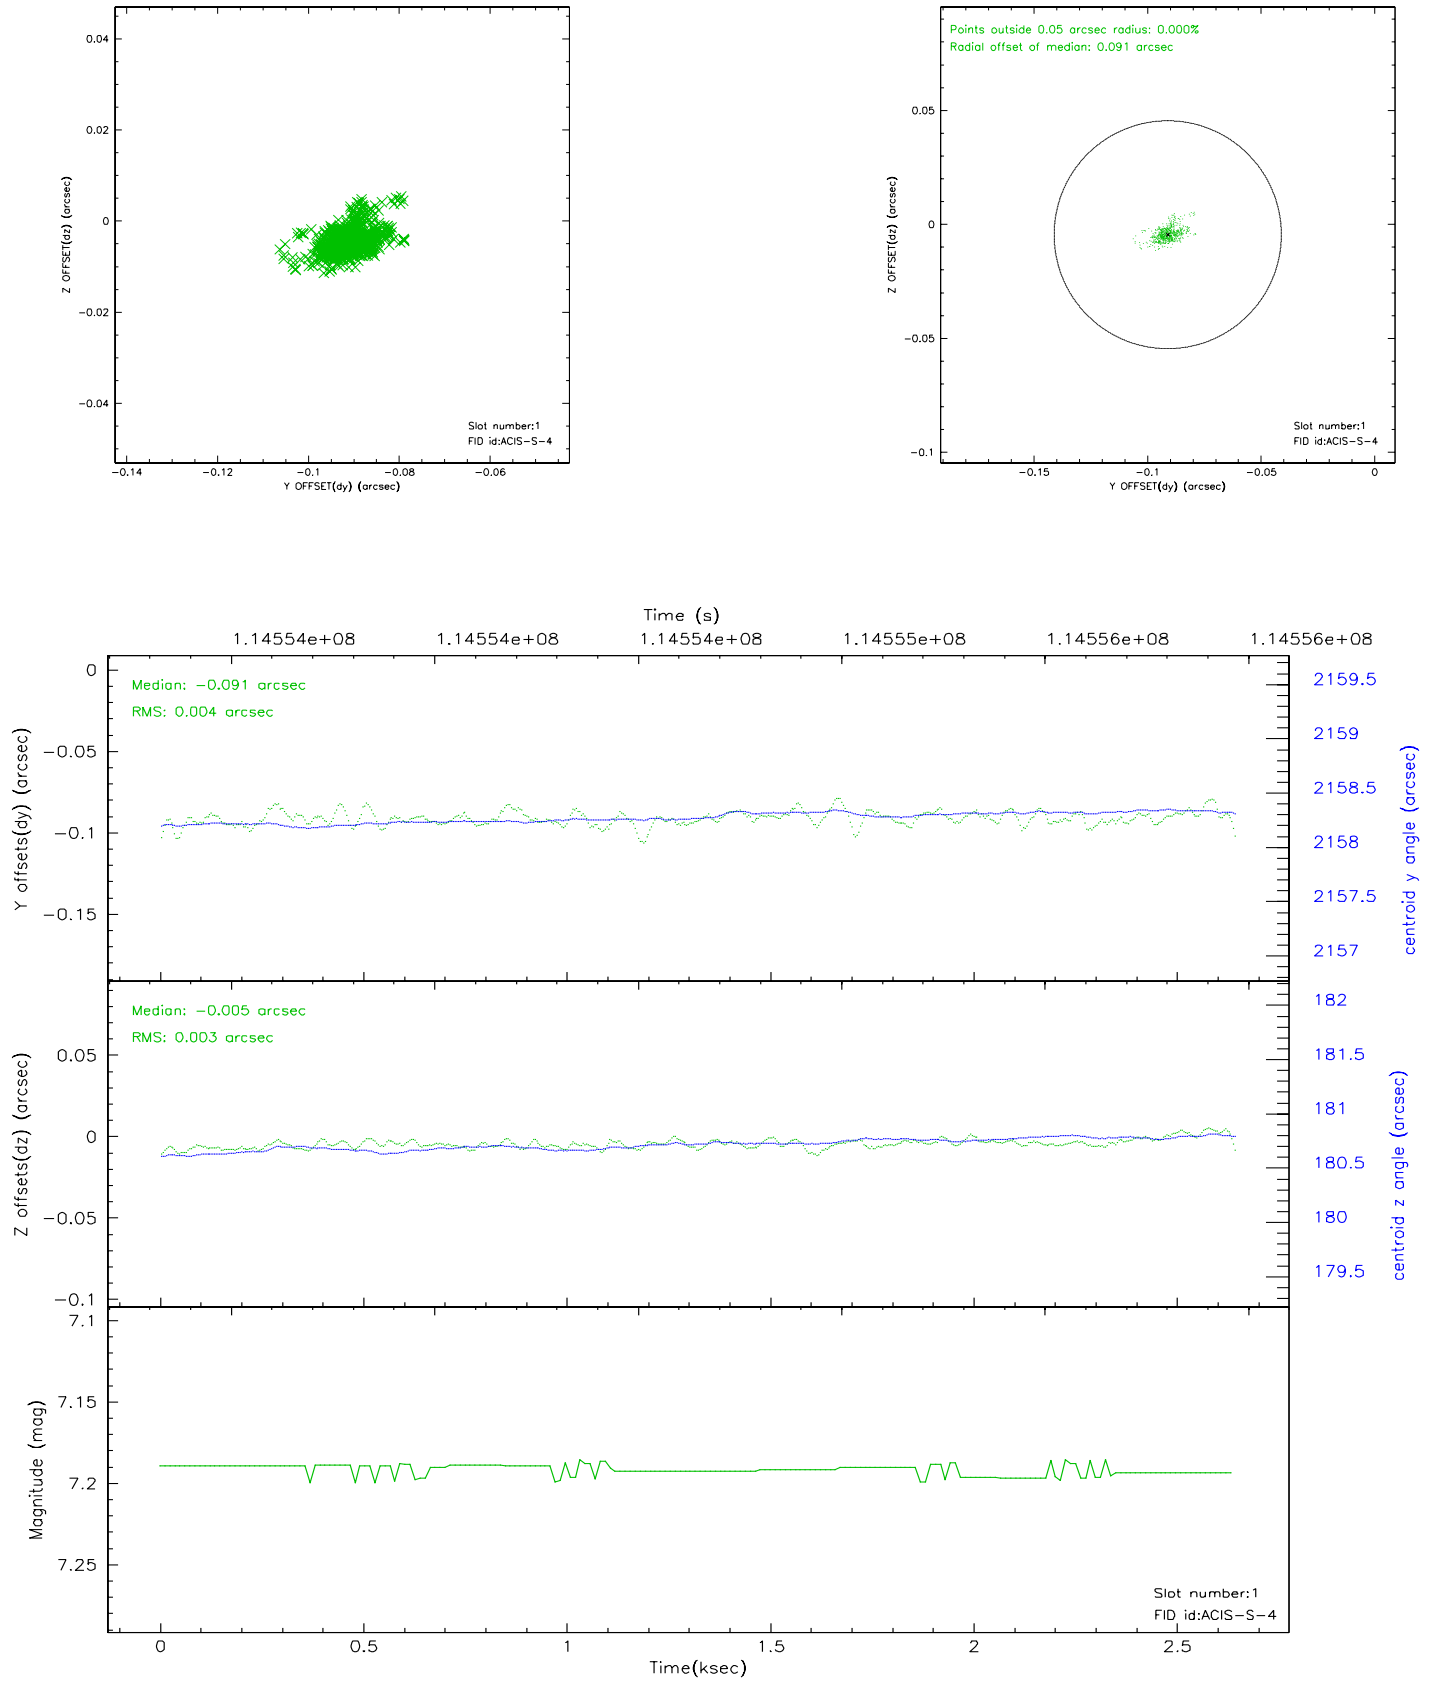 0.04
0.02
0
-0.02
-0.04
Z OFFSET(dz) (arcsec)
Slot number:1
FID id:ACIS-S-4
-0.14 -0.12 -0.1 -0.08 -0.06
Y OFFSET(dy) (arcsec)
Points outside 0.05 arcsec radius: 0.000%
Radial offset of median: 0.091 arcsec
0.05
0
-0.05
-0.1
Z OFFSET(dz) (arcsec)
Slot number:1
FID id:ACIS-S-4
-0.15 -0.1 -0.05 0
Y OFFSET(dy) (arcsec)
Time (s)
1.14554e+08 1.14554e+08 1.14554e+08 1.14555e+08 1.14556e+08 1.14556e+08
Median: -0.091 arcsec
RMS: 0.004 arcsec
0
-0.05
-0.1
-0.15
Y offsets(dy) (arcsec)
2159.5
2159
2158.5
2158
2157.5
2157
centroid y angle (arcsec)
Median: -0.005 arcsec
RMS: 0.003 arcsec
0.05
0
-0.05
-0.1
Z offsets(dz) (arcsec)
182
181.5
181
180.5
180
179.5
centroid z angle (arcsec)
7.1
7.15
7.2
7.25
Magnitude (mag)
Slot number:1
FID id:ACIS-S-4
0 0.5 1 1.5 2 2.5
Time(ksec)